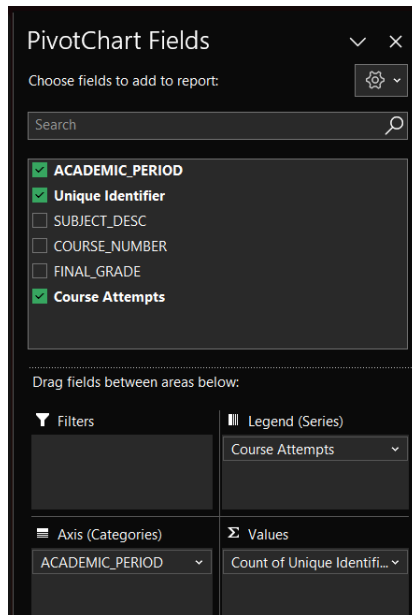 PivotChart Fields
Choose fields to add to report:
Search
ACADEMIC_PERIOD
Unique Identifier
SUBJECT_DESC
COURSE_NUMBER
FINAL_GRADE
Course Attempts
Drag fields between areas below:
Filters
Legend (Series)
Course Attempts
Axis (Categories)
Σ Values
ACADEMIC_PERIOD
Count of Unique Identifi...